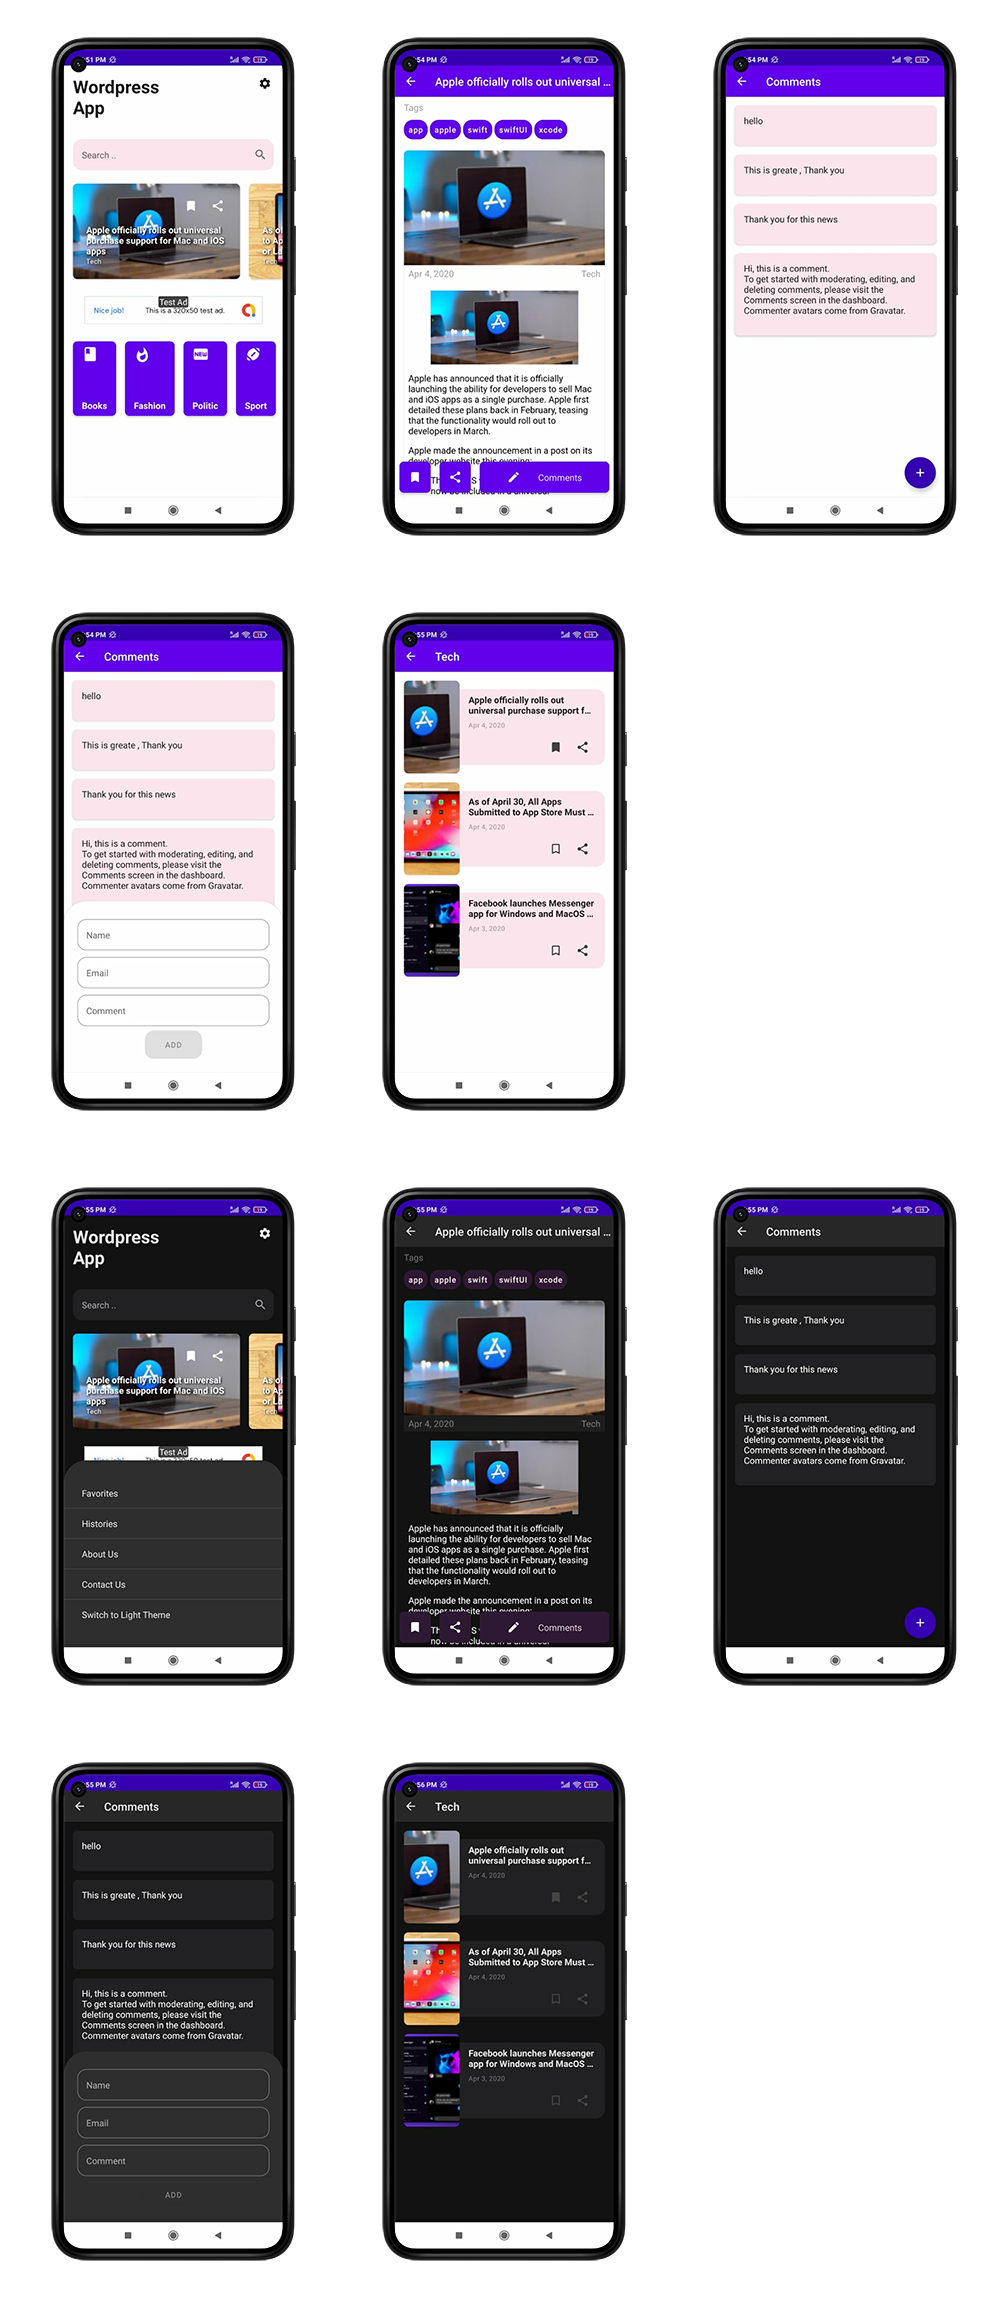 :51 PM
Wordpress
App
Search ..
Apple officially rolls out universal
purchase support for Mac and iOS
apps
Tech
As of
to Ap
or La
Tech
Test Ad
Nice job!
This is a 320x50 test ad.
Books
Fashion
NEW
Politic
Sport
:54 PM
Apple officially rolls out universal ...
Tags
app
apple
swift
swiftUI
xcode
Apr 4, 2020
Tech
Apple has announced that it is officially
launching the ability for developers to sell Mac
and iOS apps as a single purchase. Apple first
detailed these plans back in February, teasing
that the functionality would roll out to
developers in March.
Apple made the announcement in a post on its
developer website this evening:
Comments
now be included in a universal
:54 PM
Comments
hello
This is greate , Thank you
Thank you for this news
Hi, this is a comment.
To get started with moderating, editing, and
deleting comments, please visit the
Comments screen in the dashboard.
Commenter avatars come from Gravatar.
:54 PM
Comments
hello
This is greate , Thank you
Thank you for this news
Hi, this is a comment.
To get started with moderating, editing, and
deleting comments, please visit the
Comments screen in the dashboard.
Commenter avatars come from Gravatar.
Name
Email
Comment
ADD
:55 PM
Tech
Apple officially rolls out
universal purchase support f...
Apr 4, 2020
As of April 30, All Apps
Submitted to App Store Must ...
Apr 4, 2020
Facebook launches Messenger
app for Windows and MacOS ...
Apr 3, 2020
:55 PM
Wordpress
App
Search ..
Apple officially rolls out universal
purchase support for Mac and iOS
apps
Tech
As of
to Ap
or La
Tech
Test Ad
Nice job!
This is a 320x50 test ad.
Favorites
Histories
About Us
Contact Us
Switch to Light Theme
:55 PM
Apple officially rolls out universal ...
Tags
app
apple
swift
swiftUI
xcode
Apr 4, 2020
Tech
Apple has announced that it is officially
launching the ability for developers to sell Mac
and iOS apps as a single purchase. Apple first
detailed these plans back in February, teasing
that the functionality would roll out to
developers in March.
Apple made the announcement in a post on its
developer website this evening:
Comments
now be included in a universal
:55 PM
Comments
hello
This is greate , Thank you
Thank you for this news
Hi, this is a comment.
To get started with moderating, editing, and
deleting comments, please visit the
Comments screen in the dashboard.
Commenter avatars come from Gravatar.
:55 PM
Comments
hello
This is greate , Thank you
Thank you for this news
Hi, this is a comment.
To get started with moderating, editing, and
deleting comments, please visit the
Comments screen in the dashboard.
Commenter avatars come from Gravatar.
Name
Email
Comment
ADD
:56 PM
Tech
Apple officially rolls out
universal purchase support f...
Apr 4, 2020
As of April 30, All Apps
Submitted to App Store Must ...
Apr 4, 2020
Facebook launches Messenger
app for Windows and MacOS ...
Apr 3, 2020